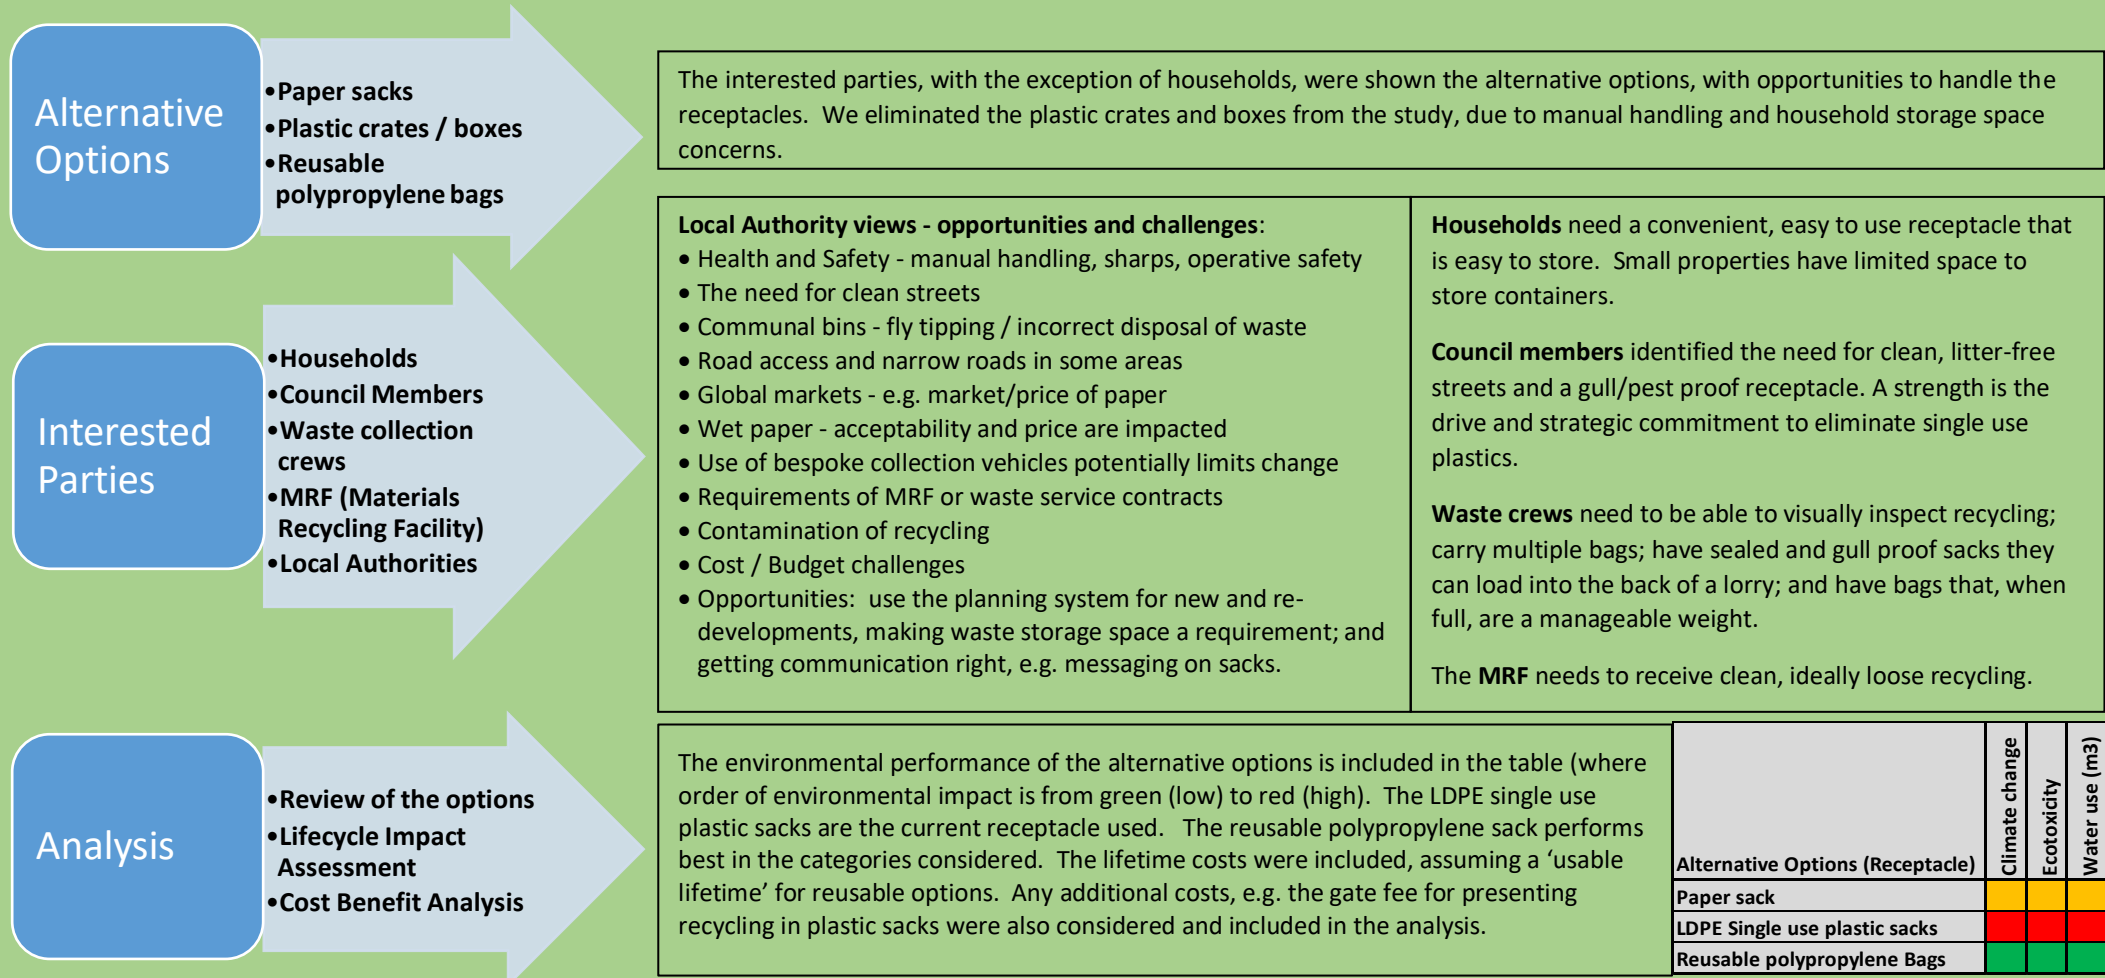 Alternative
Options
•Paper sacks
•Plastic crates / boxes
•Reusable
polypropylene bags
The interested parties, with the exception of households, were shown the alternative options, with opportunities to handle the
receptacles.  We eliminated the plastic crates and boxes from the study, due to manual handling and household storage space
concerns.
Interested
Parties
•Households
•Council Members
•Waste collection
crews
•MRF (Materials
Recycling Facility)
•Local Authorities
Local Authority views - opportunities and challenges:
• Health and Safety - manual handling, sharps, operative safety
• The need for clean streets
• Communal bins - fly tipping / incorrect disposal of waste
• Road access and narrow roads in some areas
• Global markets - e.g. market/price of paper
• Wet paper - acceptability and price are impacted
• Use of bespoke collection vehicles potentially limits change
• Requirements of MRF or waste service contracts
• Contamination of recycling
• Cost / Budget challenges
• Opportunities:  use the planning system for new and re-
developments, making waste storage space a requirement; and
getting communication right, e.g. messaging on sacks.
Households need a convenient, easy to use receptacle that
is easy to store.  Small properties have limited space to
store containers.
Council members identified the need for clean, litter-free
streets and a gull/pest proof receptacle. A strength is the
drive and strategic commitment to eliminate single use
plastics.
Waste crews need to be able to visually inspect recycling;
carry multiple bags; have sealed and gull proof sacks they
can load into the back of a lorry; and have bags that, when
full, are a manageable weight.
The MRF needs to receive clean, ideally loose recycling.
Analysis
•Review of the options
•Lifecycle Impact
Assessment
•Cost Benefit Analysis
The environmental performance of the alternative options is included in the table (where
order of environmental impact is from green (low) to red (high).  The LDPE single use
plastic sacks are the current receptacle used.   The reusable polypropylene sack performs
best in the categories considered.  The lifetime costs were included, assuming a ‘usable
lifetime’ for reusable options.  Any additional costs, e.g. the gate fee for presenting
recycling in plastic sacks were also considered and included in the analysis.
Alternative Options (Receptacle)
Climate change
Ecotoxicity
Water use (m3)
Paper sack
LDPE Single use plastic sacks
Reusable polypropylene Bags